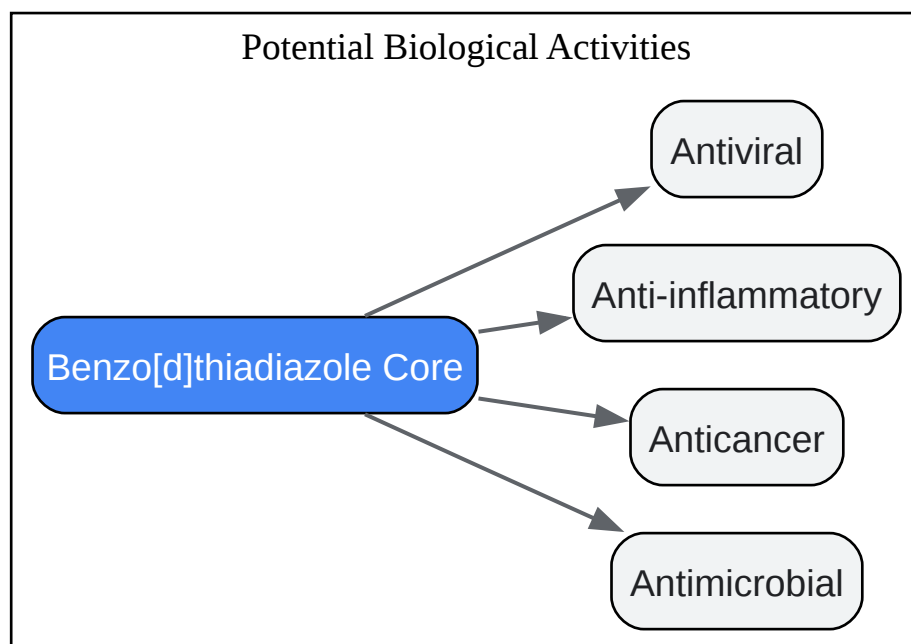 Potential Biological Activities
Antiviral
Anti-inflammatory
Benzo[d]thiadiazole Core
Anticancer
Antimicrobial